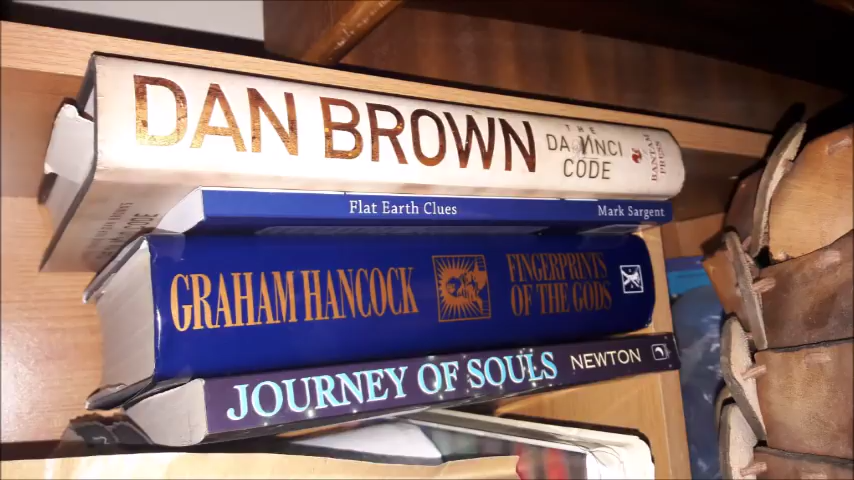 DAN BROWN
THE
DA VINCI
CODE
BANTAM
PRESS
Flat Earth Clues
Mark Sargent
GRAHAM HANCOCK
FINGERPRINTS
OF THE GODS
JOURNEY OF SOULS
NEWTON